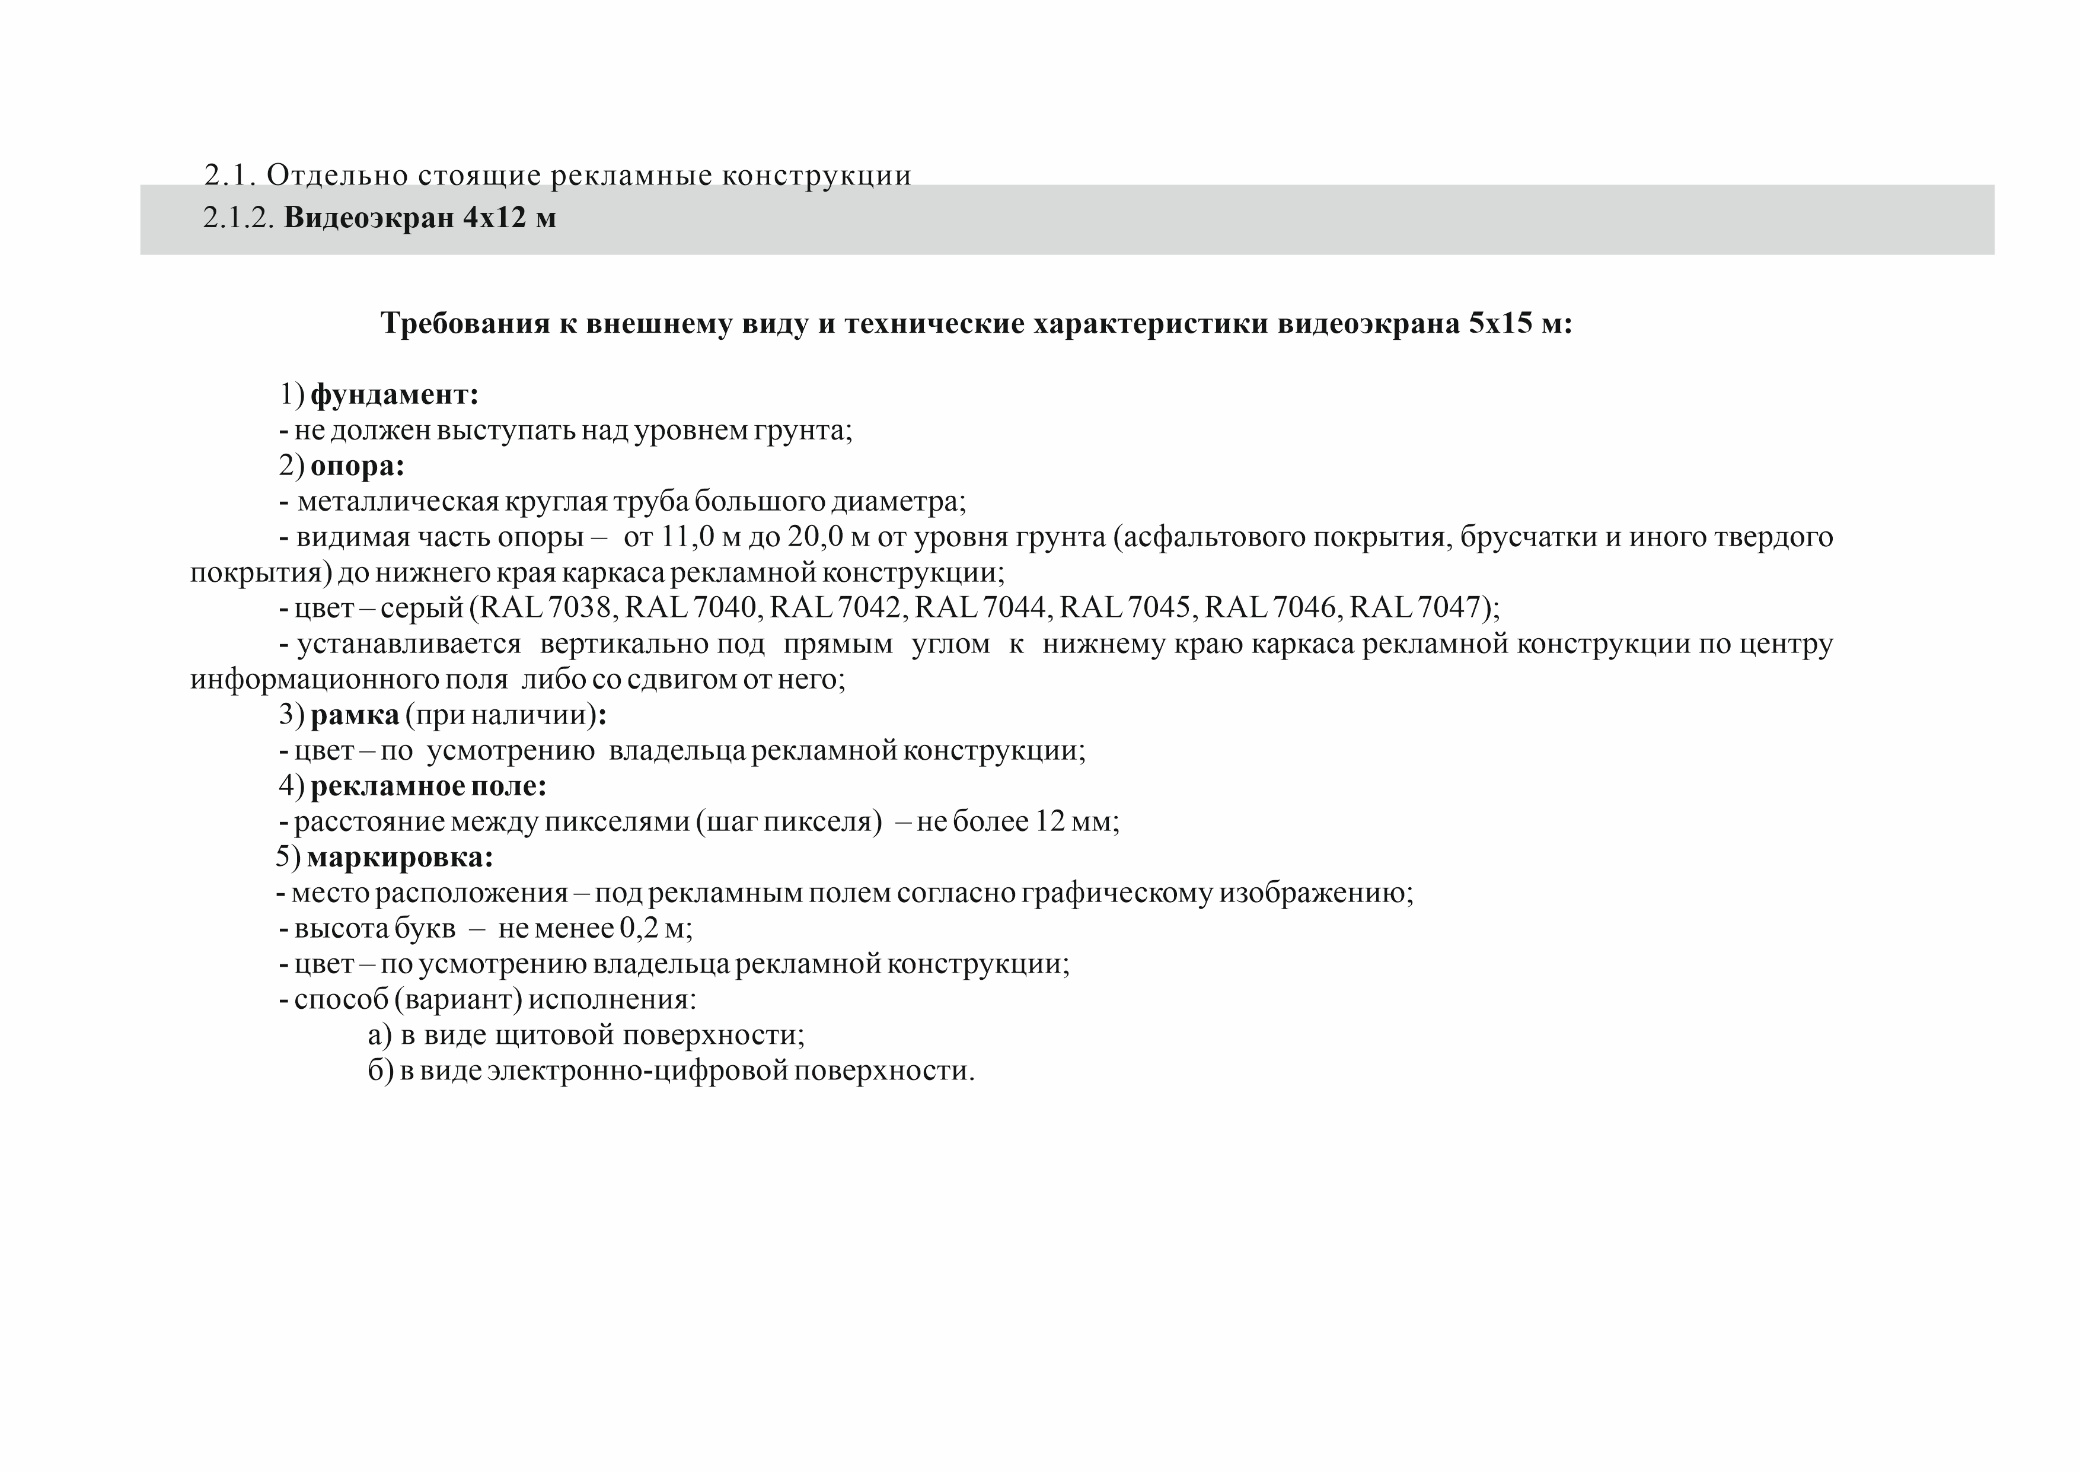 2.1. Отдельно стоящие рекламные конструкции
2.1.2. Видеоэкран 4х12 м
Требования к внешнему виду и технические характеристики видеоэкрана 5х15 м:
1) фундамент:
- не должен выступать над уровнем грунта;
2) опора:
- металлическая круглая труба большого диаметра;
- видимая часть опоры – от 11,0 м до 20,0 м от уровня грунта (асфальтового покрытия, брусчатки и иного твердого
покрытия) до нижнего края каркаса рекламной конструкции;
- цвет – серый (RAL 7038, RAL 7040, RAL 7042, RAL 7044, RAL 7045, RAL 7046, RAL 7047);
- устанавливается вертикально под прямым углом к нижнему краю каркаса рекламной конструкции по центру
информационного поля либо со сдвигом от него;
3) рамка (при наличии):
- цвет – по усмотрению владельца рекламной конструкции;
4) рекламное поле:
- расстояние между пикселями (шаг пикселя) – не более 12 мм;
5) маркировка:
- место расположения – под рекламным полем согласно графическому изображению;
- высота букв – не менее 0,2 м;
- цвет – по усмотрению владельца рекламной конструкции;
- способ (вариант) исполнения:
а) в виде щитовой поверхности;
б) в виде электронно-цифровой поверхности.